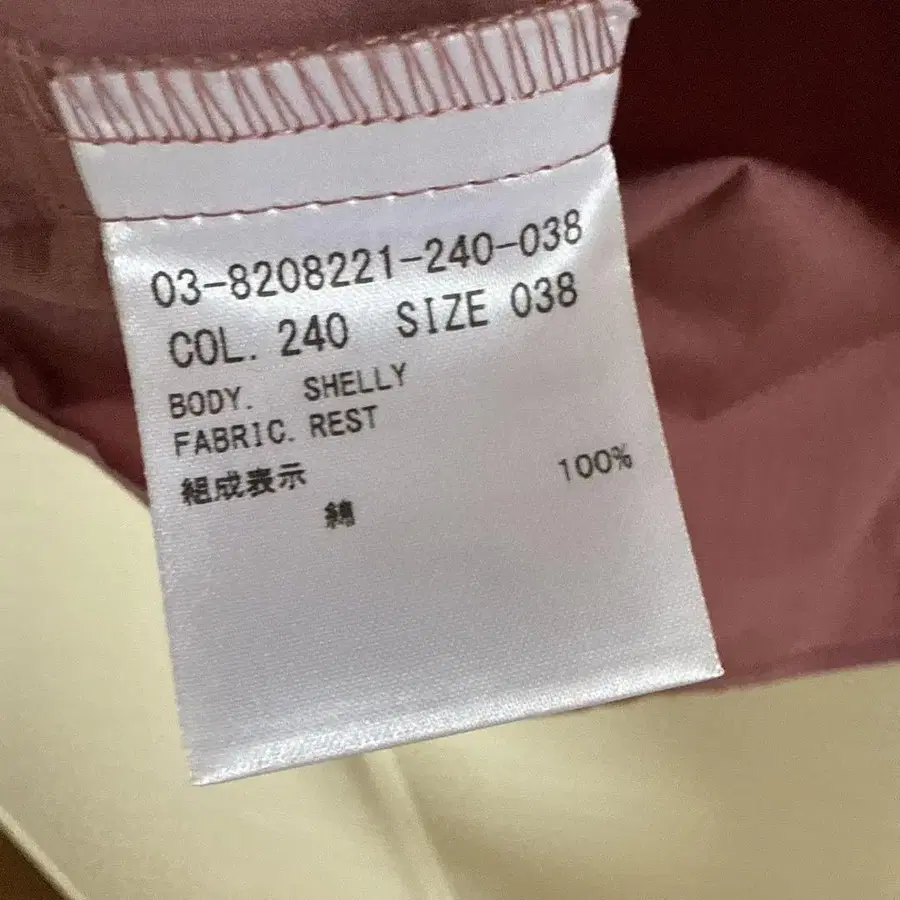 03-8208221-240-038
COL. 240 SIZE 038
BODY. SHELLY
FABRIC. REST
組成表示
綿 100%